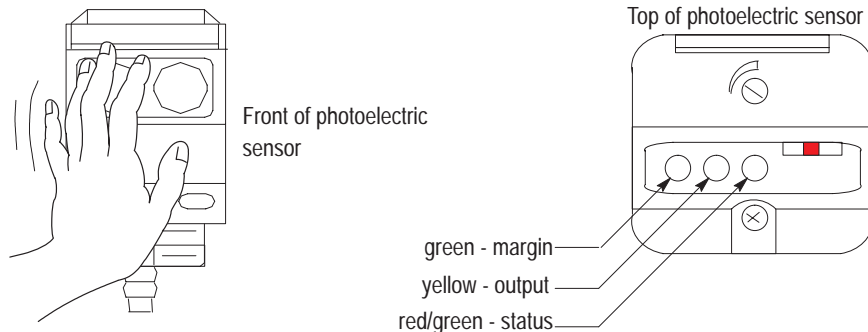 Top of photoelectric sensor
Front of photoelectric
sensor
green - margin
yellow - output
red/green - status